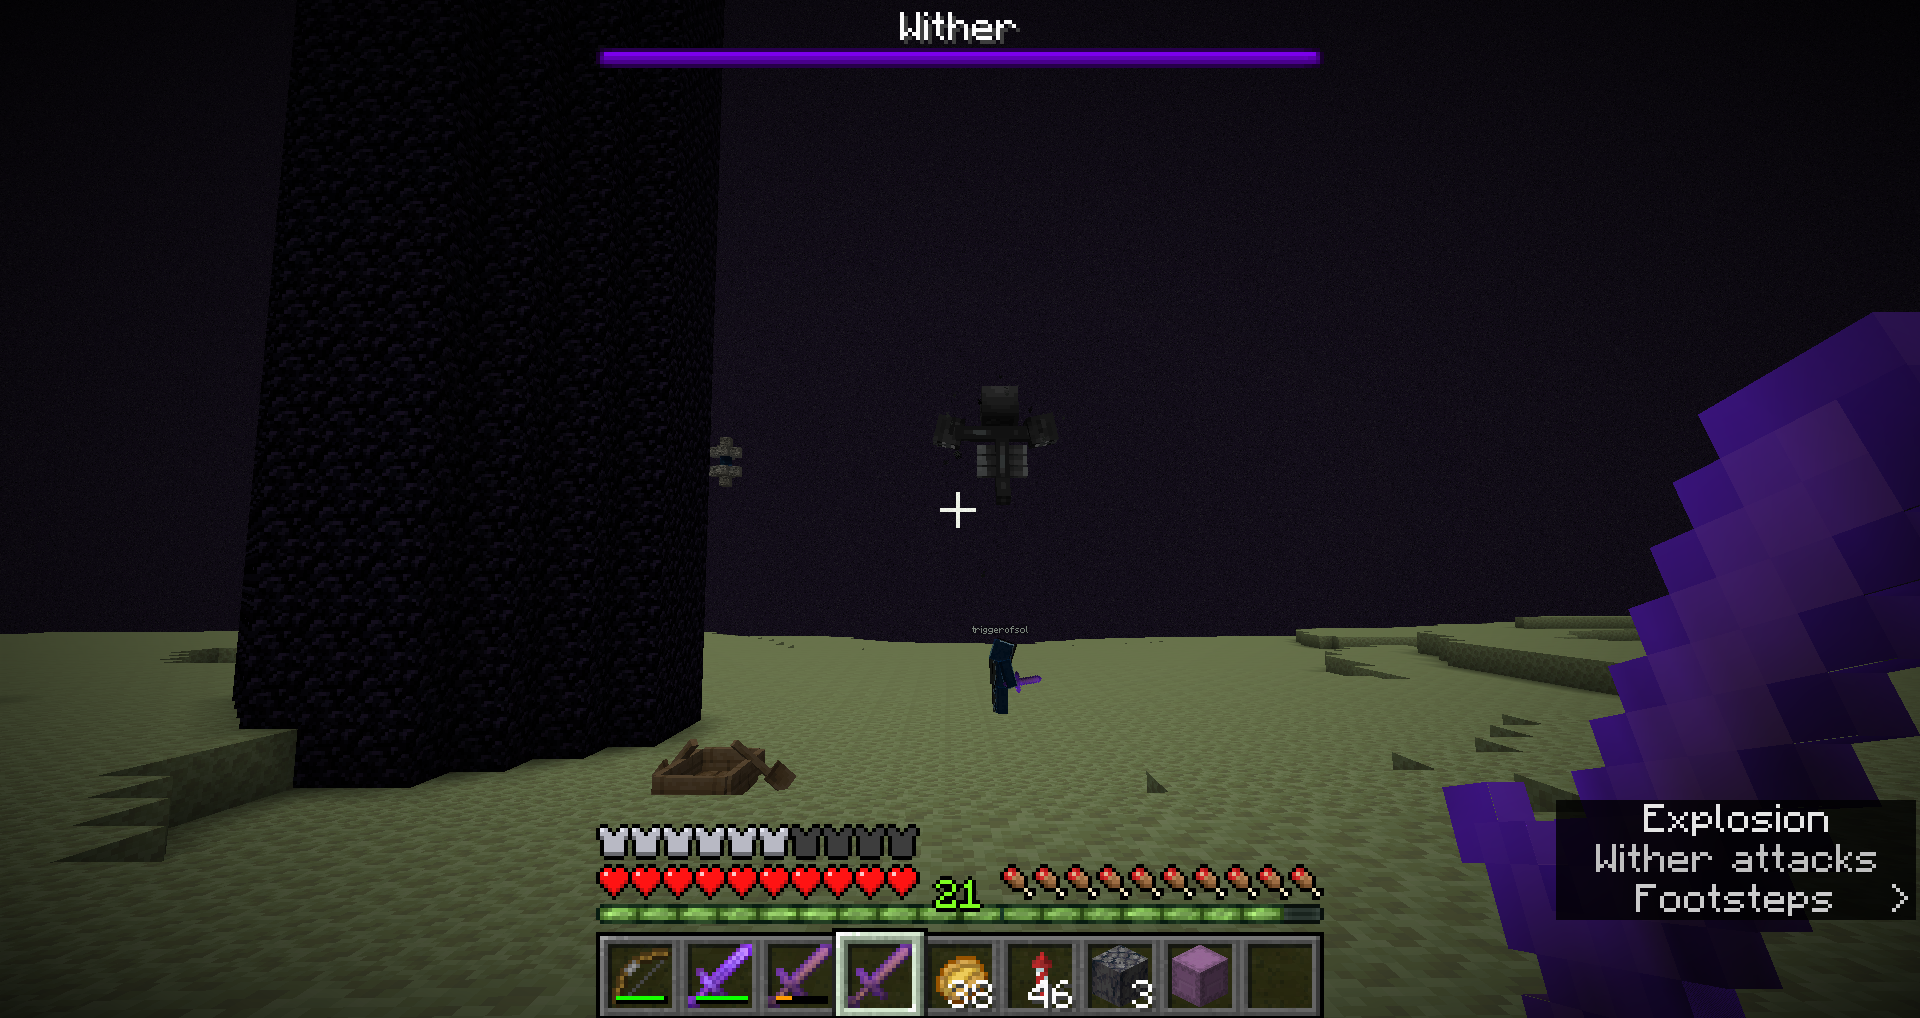 Wither
triggerofsol
Explosion
Wither attacks
Footsteps >
21
38
46
3